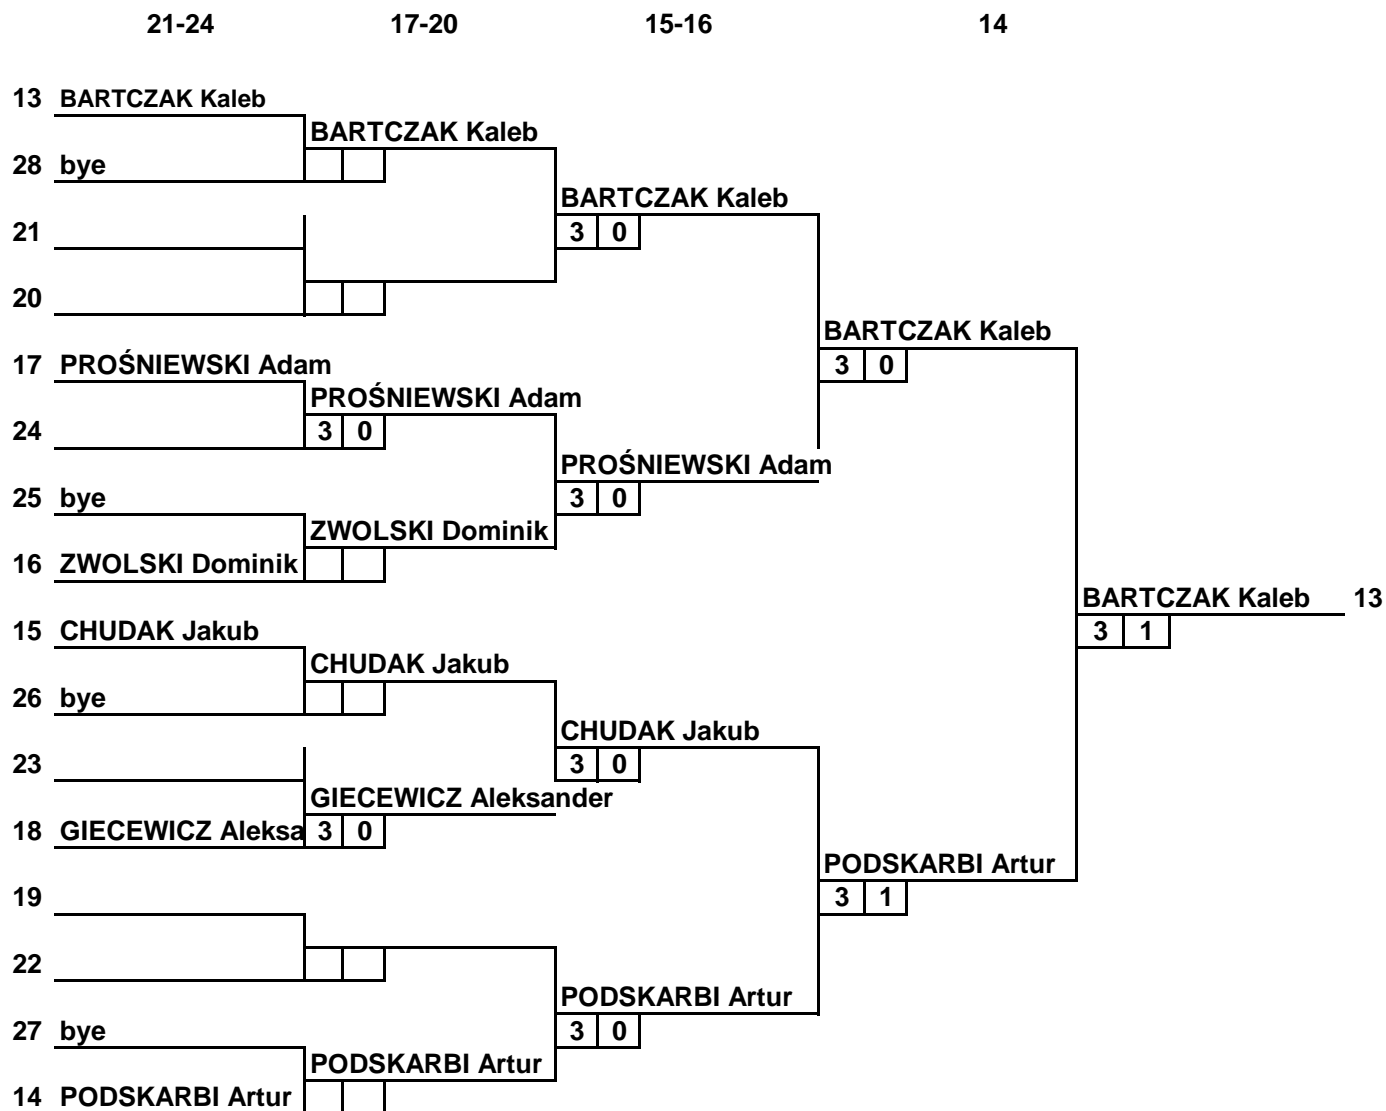 21-24 17-20 15-16 14
13 BARTCZAK Kaleb
BARTCZAK Kaleb
28 bye
BARTCZAK Kaleb
21 3 0
20
BARTCZAK Kaleb
17 PROŚNIEWSKI Adam 3 0
PROŚNIEWSKI Adam
24 3 0
PROŚNIEWSKI Adam
25 bye 3 0
ZWOLSKI Dominik
16 ZWOLSKI Dominik
BARTCZAK Kaleb 13
15 CHUDAK Jakub 3 1
CHUDAK Jakub
26 bye
CHUDAK Jakub
23 3 0
GIECEWICZ Aleksander
18 GIECEWICZ Aleksa 3 0
PODSKARBI Artur
19 3 1
22
PODSKARBI Artur
27 bye 3 0
PODSKARBI Artur
14 PODSKARBI Artur